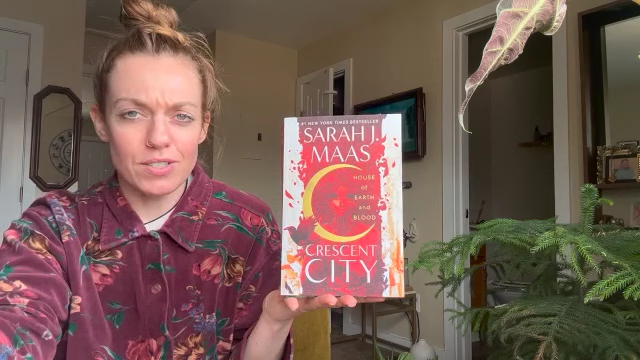 #1 NEW YORK TIMES BESTSELLER
SARAH J.
MAAS
HOUSE
OF
EARTH
and
BLOOD
CRESCENT
CITY